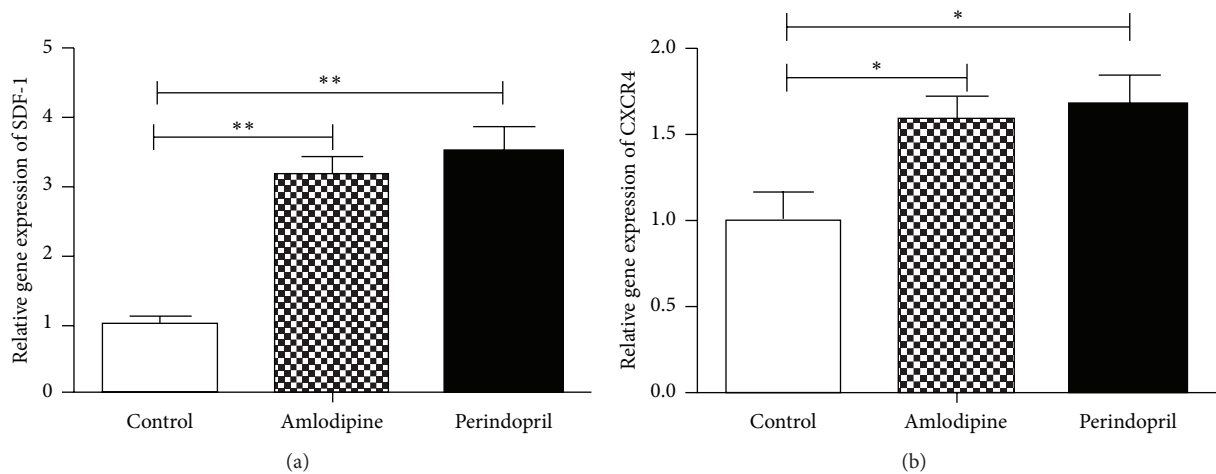 Relative gene expression of SDF-1
5
4
3
2
1
0
**
**
Control
Amlodipine
Perindopril
(a)
Relative gene expression of CXCR4
2.0
1.5
1.0
0.5
0.0
*
*
Control
Amlodipine
Perindopril
(b)